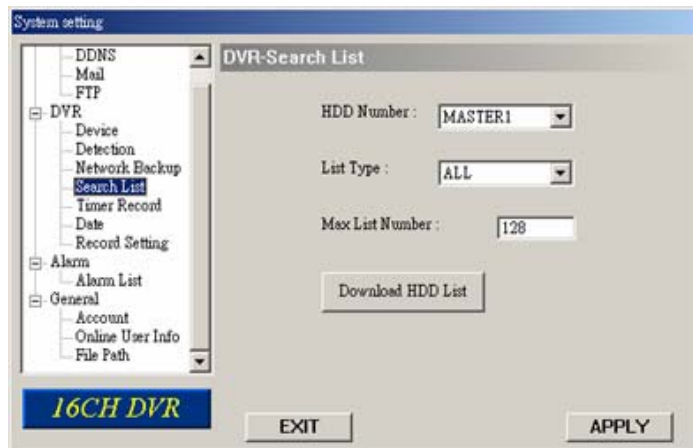 System setting
DDNS
Mail
FTP
DVR
Device
Detection
Network Backup
Search List
Timer Record
Date
Record Setting
Alarm
Alarm List
General
Account
Online User Info
File Path
16CH DVR
DVR-Search List
HDD Number : MASTER1
List Type : ALL
Max List Number : 128
Download HDD List
EXIT APPLY